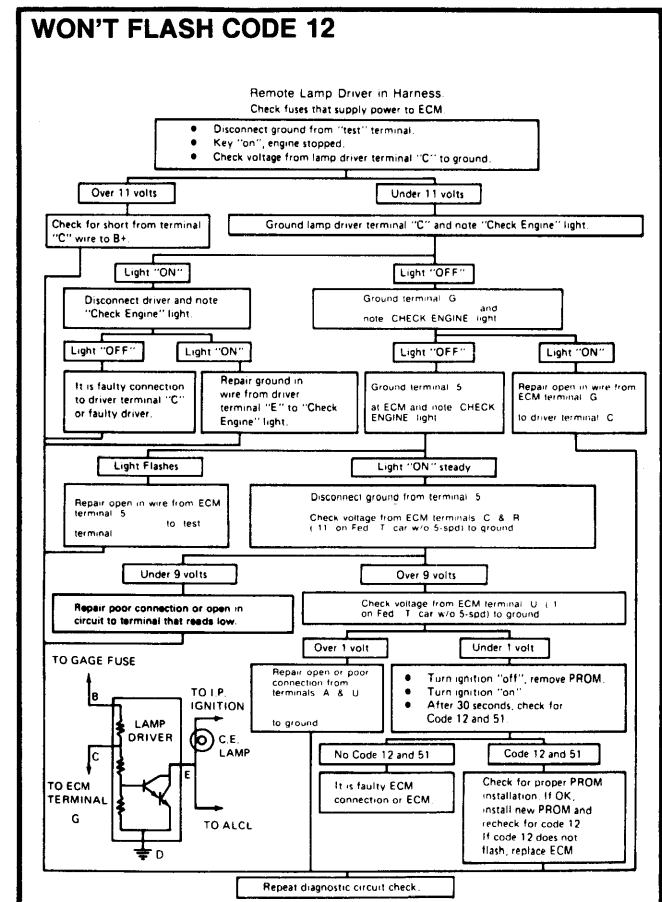 WON'T FLASH CODE 12
Remote Lamp Driver in Harness.
Check fuses that supply power to ECM.
• Disconnect ground from "test" terminal.
• Key "on", engine stopped.
• Check voltage from lamp driver terminal "C" to ground.
Over 11 volts
Under 11 volts
Check for short from terminal
"C" wire to B+.
Ground lamp driver terminal "C" and note "Check Engine" light.
Light "ON"
Light "OFF"
Disconnect driver and note
"Check Engine" light.
Ground terminal G
and
note CHECK ENGINE light
Light "OFF"
Light "ON"
Light "OFF"
Light "ON"
It is faulty connection
to driver terminal "C"
or faulty driver.
Repair ground in
wire from driver
terminal "E" to "Check
Engine" light.
Ground terminal 5
at ECM and note CHECK
ENGINE light
Repair open in wire from
ECM terminal G
to driver terminal C
Light Flashes
Light "ON" steady
Repair open in wire from ECM
terminal 5
to test
terminal
Disconnect ground from terminal 5
Check voltage from ECM terminals C & R
( 11 on Fed T car w/o 5-spd) to ground
Under 9 volts
Over 9 volts
Repair poor connection or open in
circuit to terminal that reads low.
Check voltage from ECM terminal U ( 1
on Fed T car w/o 5-spd) to ground
Over 1 volt
Under 1 volt
Repair open or poor
connection from
terminals A & U
to ground
• Turn ignition "off", remove PROM.
• Turn ignition "on"
• After 30 seconds, check for
Code 12 and 51.
No Code 12 and 51
Code 12 and 51
It is faulty ECM
connection or ECM
Check for proper PROM
installation. If OK,
install new PROM and
recheck for code 12
If code 12 does not
flash, replace ECM
TO GAGE FUSE
B
LAMP
DRIVER
C
TO ECM
TERMINAL
G
D
E
TO I.P.
IGNITION
C.E.
LAMP
TO ALCL
Repeat diagnostic circuit check.